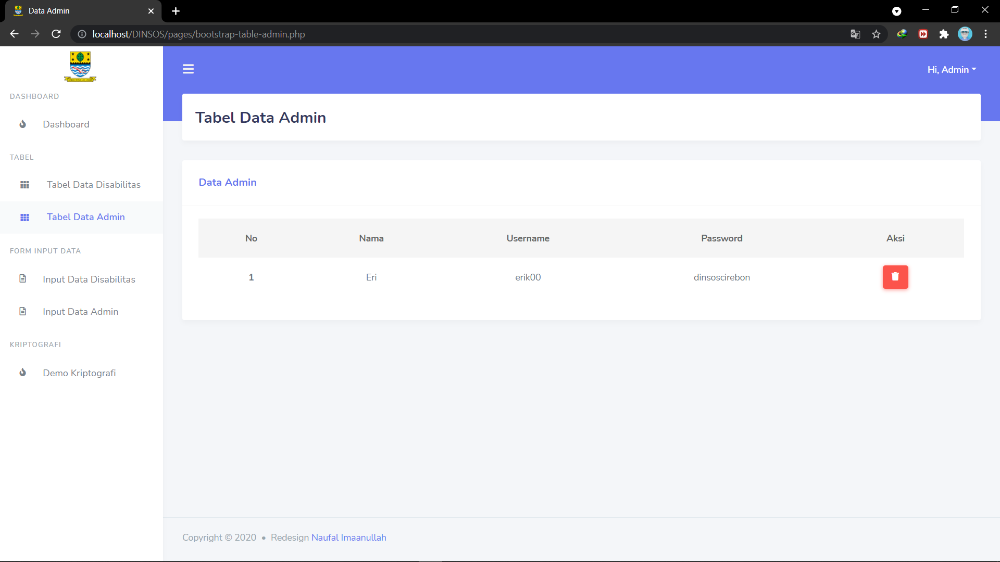 Data Admin
localhost/DINSOS/pages/bootstrap-table-admin.php
Hi, Admin
DASHBOARD
Dashboard
TABEL
Tabel Data Disabilitas
Tabel Data Admin
FORM INPUT DATA
Input Data Disabilitas
Input Data Admin
KRIPTOGRAFI
Demo Kriptografi
Tabel Data Admin
Data Admin
No Nama Username Password Aksi
1 Eri erik00 dinsoscirebon
Copyright © 2020 • Redesign Naufal Imaanullah